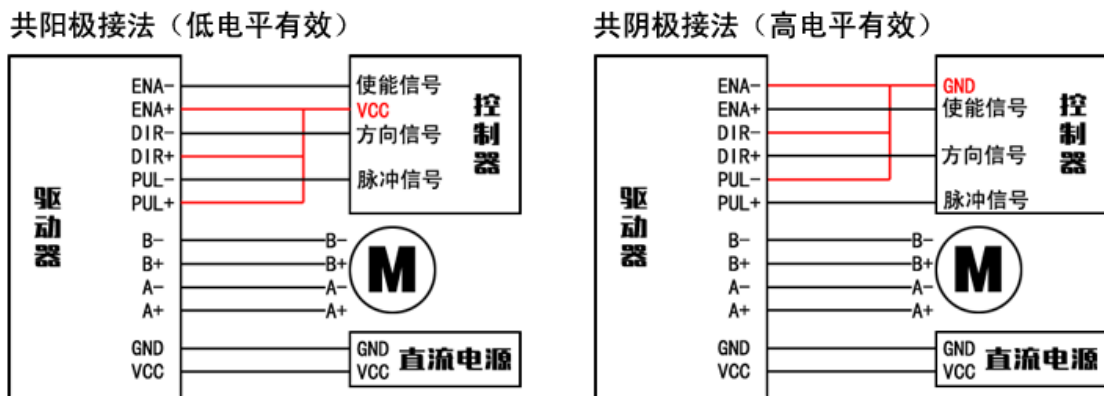 共阳极接法（低电平有效）
ENA-
ENA+
DIR-
DIR+
PUL-
PUL+
B-
B+
A-
A+
GND
VCC
驱动器
使能信号
VCC
方向信号
脉冲信号
控制器
B-
B+
A-
A+
M
GND
VCC
直流电源
共阴极接法（高电平有效）
ENA-
ENA+
DIR-
DIR+
PUL-
PUL+
B-
B+
A-
A+
GND
VCC
驱动器
GND
使能信号
方向信号
脉冲信号
控制器
B-
B+
A-
A+
M
GND
VCC
直流电源